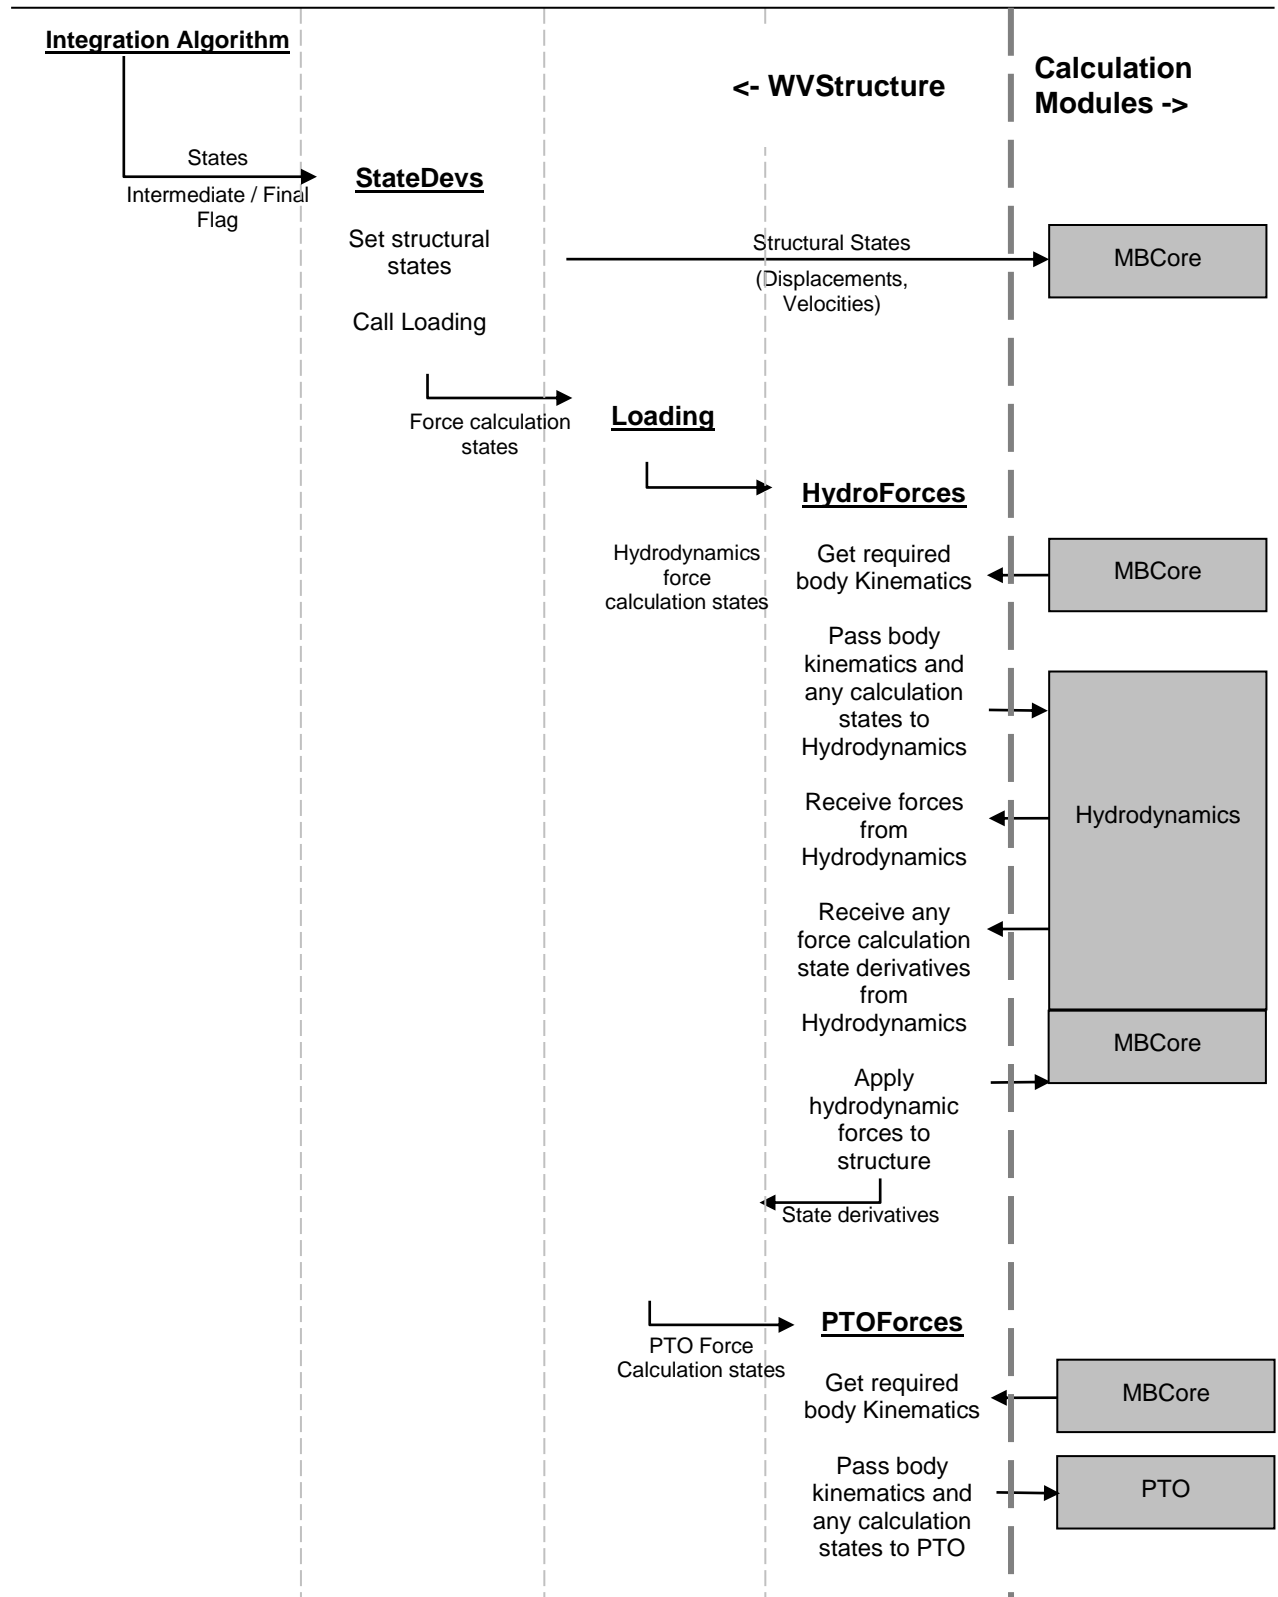 Integration Algorithm
<- WVStructure
Calculation
Modules ->
States
Intermediate / Final
Flag
StateDevs
Set structural
states
Structural States
(Displacements,
Velocities)
MBCore
Call Loading
Force calculation
states
Loading
HydroForces
Hydrodynamics
force
calculation states
Get required
body Kinematics
MBCore
Pass body
kinematics and
any calculation
states to
Hydrodynamics
Receive forces
from
Hydrodynamics
Hydrodynamics
Receive any
force calculation
state derivatives
from
Hydrodynamics
MBCore
Apply
hydrodynamic
forces to
structure
State derivatives
PTOForces
PTO Force
Calculation states
Get required
body Kinematics
MBCore
Pass body
kinematics and
any calculation
states to PTO
PTO